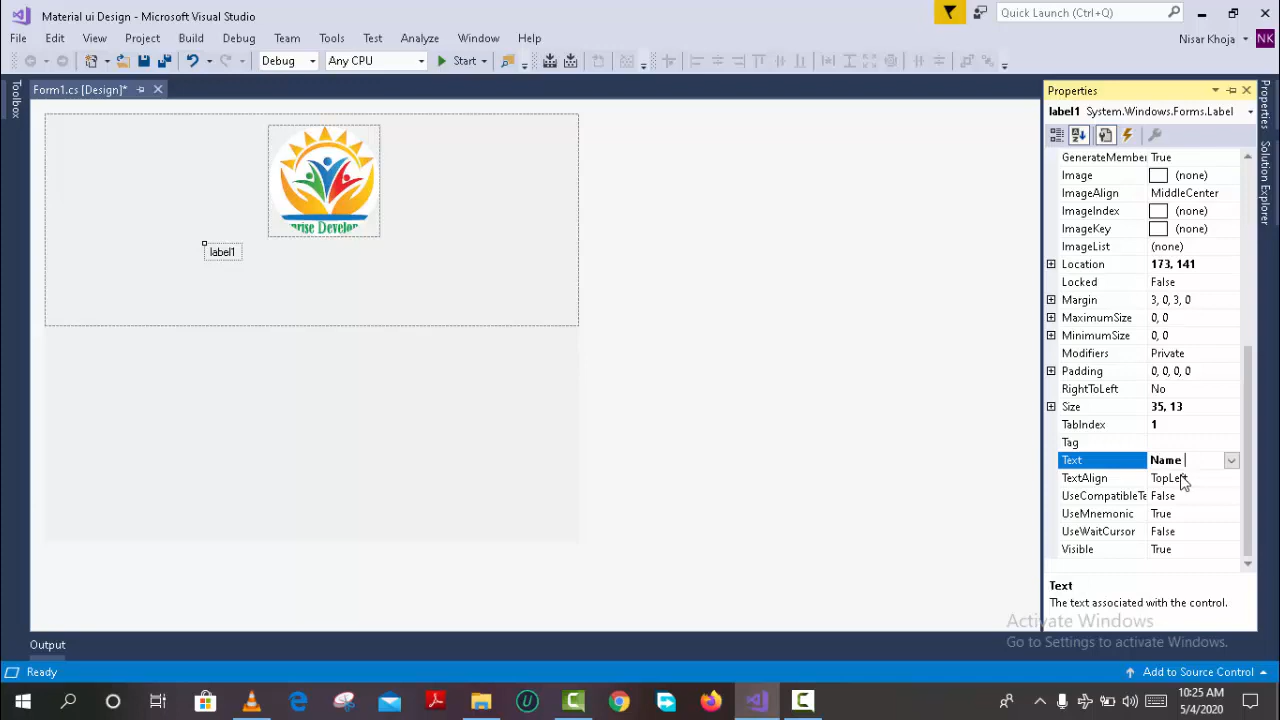 Material ui Design - Microsoft Visual Studio
Quick Launch (Ctrl+Q)
File Edit View Project Build Debug Team Tools Test Analyze Window Help
Nisar Khoja NK
Debug Any CPU Start
Toolbox
Form1.cs [Design]*
label1
Properties
label1 System.Windows.Forms.Label
GenerateMember True
Image (none)
ImageAlign MiddleCenter
ImageIndex (none)
ImageKey (none)
ImageList (none)
Location 173, 141
Locked False
Margin 3, 0, 3, 0
MaximumSize 0, 0
MinimumSize 0, 0
Modifiers Private
Padding 0, 0, 0, 0
RightToLeft No
Size 35, 13
TabIndex 1
Tag
Text Name
TextAlign TopLeft
UseCompatibleTe False
UseMnemonic True
UseWaitCursor False
Visible True
Text
The text associated with the control.
Properties
Solution Explorer
Activate Windows
Go to Settings to activate Windows.
Output
Ready
Add to Source Control
10:25 AM
5/4/2020